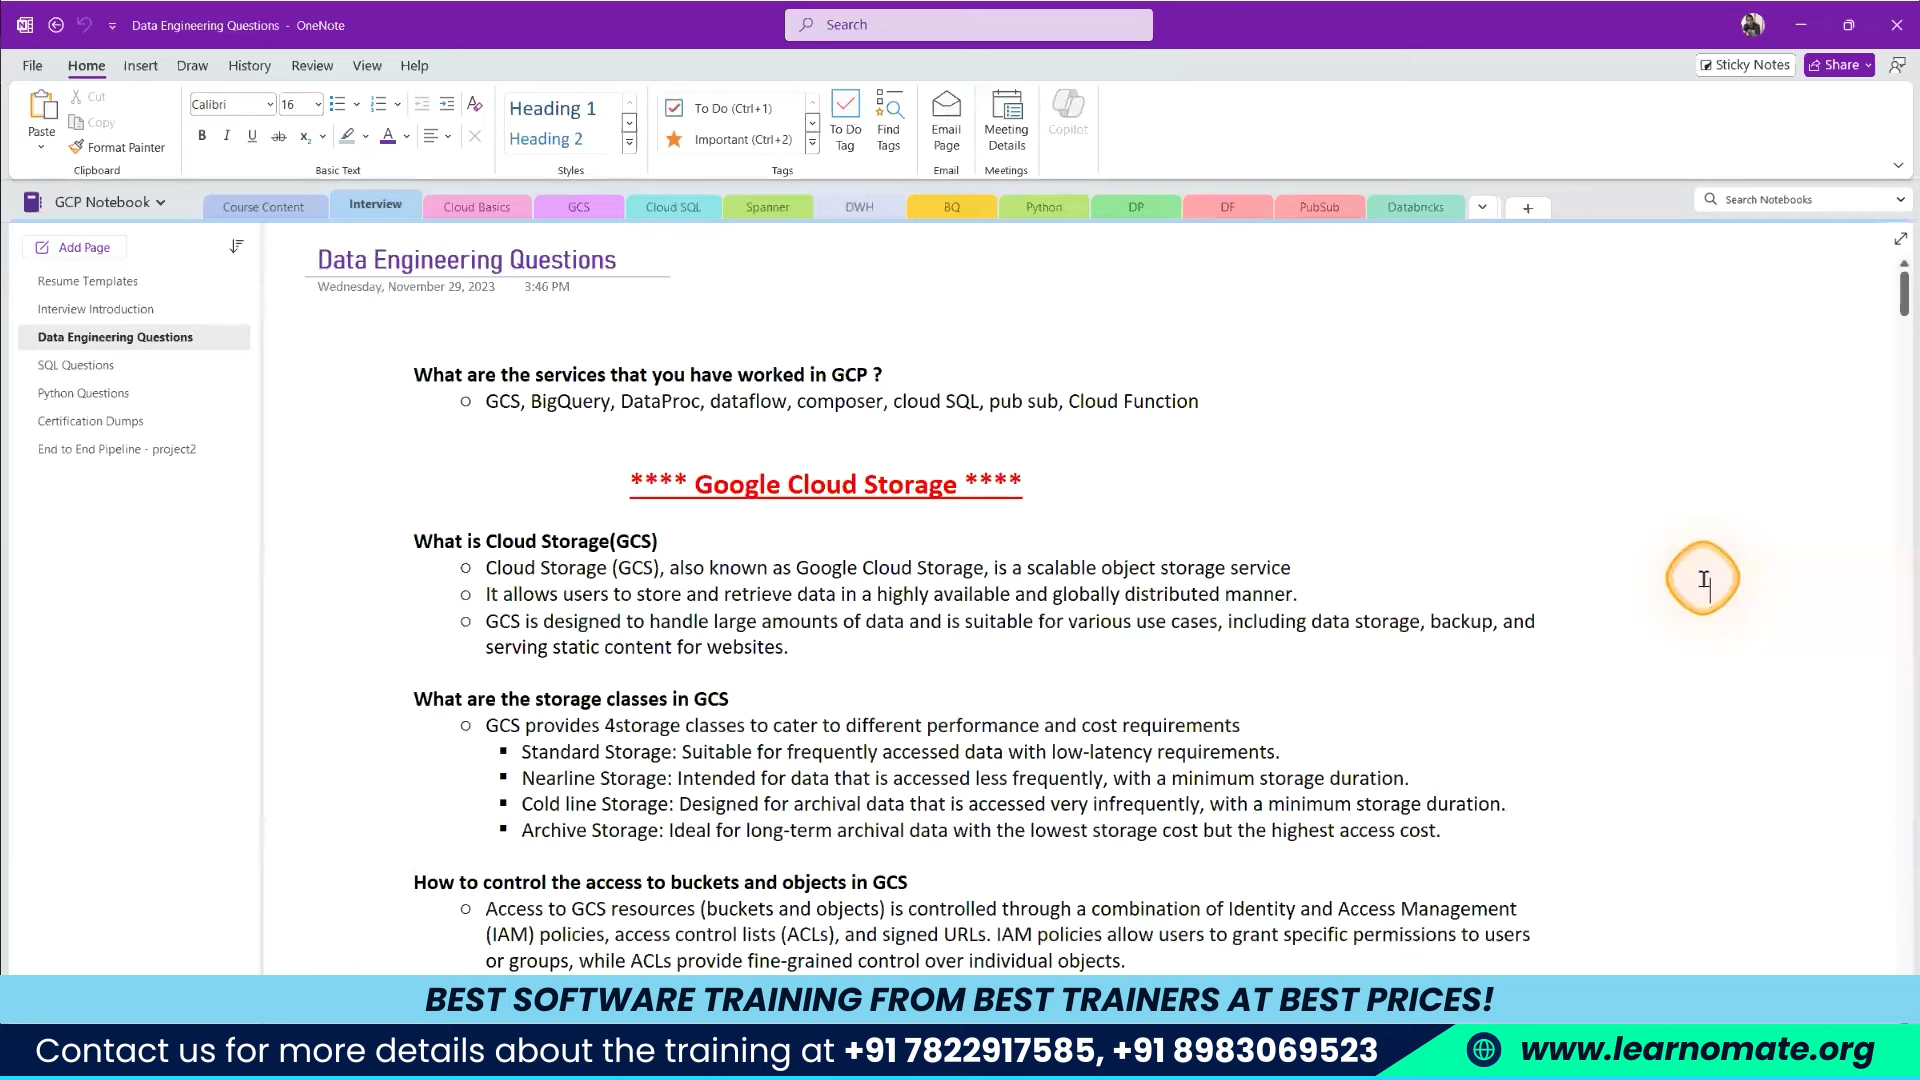 Data Engineering Questions - OneNote
Search
File Home Insert Draw History Review View Help
Sticky Notes Share
Paste
Cut
Copy
Format Painter
Clipboard
Calibri 16
Basic Text
Heading 1
Heading 2
Styles
To Do (Ctrl+1)
Important (Ctrl+2)
To Do Tag
Find Tags
Tags
Email Page
Email
Meeting Details
Meetings
Copilot
GCP Notebook
Course Content Interview Cloud Basics GCS Cloud SQL Spanner DWH BQ Python DP DF PubSub Databricks
Search Notebooks
Add Page
Resume Templates
Interview Introduction
Data Engineering Questions
SQL Questions
Python Questions
Certification Dumps
End to End Pipeline - project2
Data Engineering Questions
Wednesday, November 29, 2023 3:46 PM
What are the services that you have worked in GCP ?
GCS, BigQuery, DataProc, dataflow, composer, cloud SQL, pub sub, Cloud Function
**** Google Cloud Storage ****
What is Cloud Storage(GCS)
Cloud Storage (GCS), also known as Google Cloud Storage, is a scalable object storage service
It allows users to store and retrieve data in a highly available and globally distributed manner.
GCS is designed to handle large amounts of data and is suitable for various use cases, including data storage, backup, and
serving static content for websites.
What are the storage classes in GCS
GCS provides 4storage classes to cater to different performance and cost requirements
Standard Storage: Suitable for frequently accessed data with low-latency requirements.
Nearline Storage: Intended for data that is accessed less frequently, with a minimum storage duration.
Cold line Storage: Designed for archival data that is accessed very infrequently, with a minimum storage duration.
Archive Storage: Ideal for long-term archival data with the lowest storage cost but the highest access cost.
How to control the access to buckets and objects in GCS
Access to GCS resources (buckets and objects) is controlled through a combination of Identity and Access Management
(IAM) policies, access control lists (ACLs), and signed URLs. IAM policies allow users to grant specific permissions to users
or groups, while ACLs provide fine-grained control over individual objects.
BEST SOFTWARE TRAINING FROM BEST TRAINERS AT BEST PRICES!
Contact us for more details about the training at +91 7822917585, +91 8983069523
www.learnomate.org